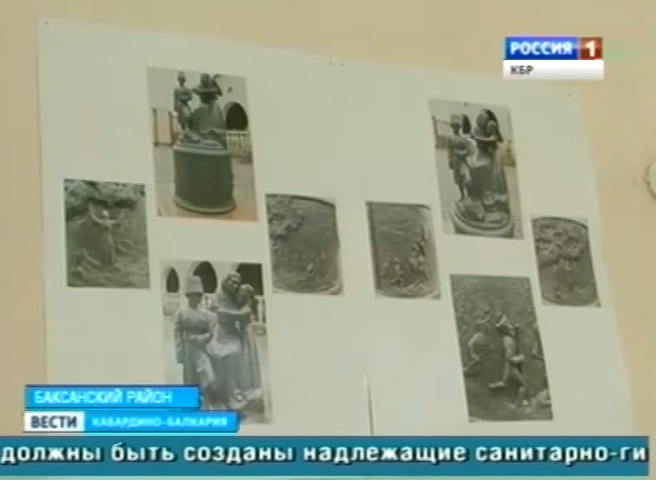 РОССИЯ 1
КБР
БАКСАНСКИЙ РАЙОН
ВЕСТИ КАБАРДИНО-БАЛКАРИЯ
должны быть созданы надлежащие санитарно-ги